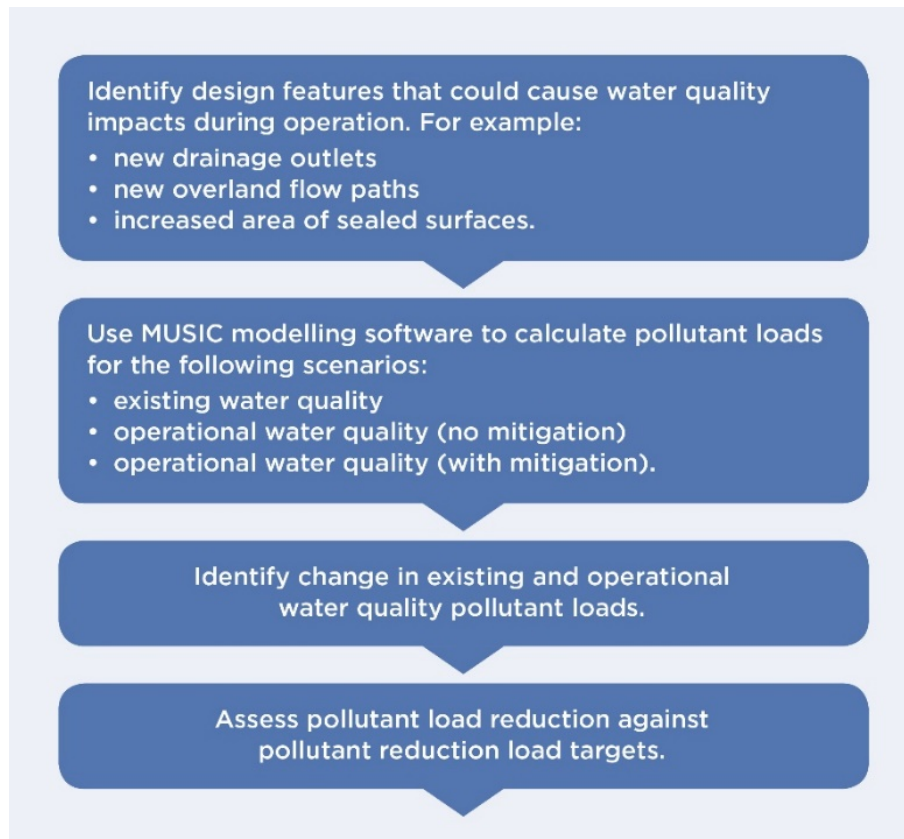 Identify design features that could cause water quality
impacts during operation. For example:
• new drainage outlets
• new overland flow paths
• increased area of sealed surfaces.
Use MUSIC modelling software to calculate pollutant loads
for the following scenarios:
• existing water quality
• operational water quality (no mitigation)
• operational water quality (with mitigation).
Identify change in existing and operational
water quality pollutant loads.
Assess pollutant load reduction against
pollutant reduction load targets.